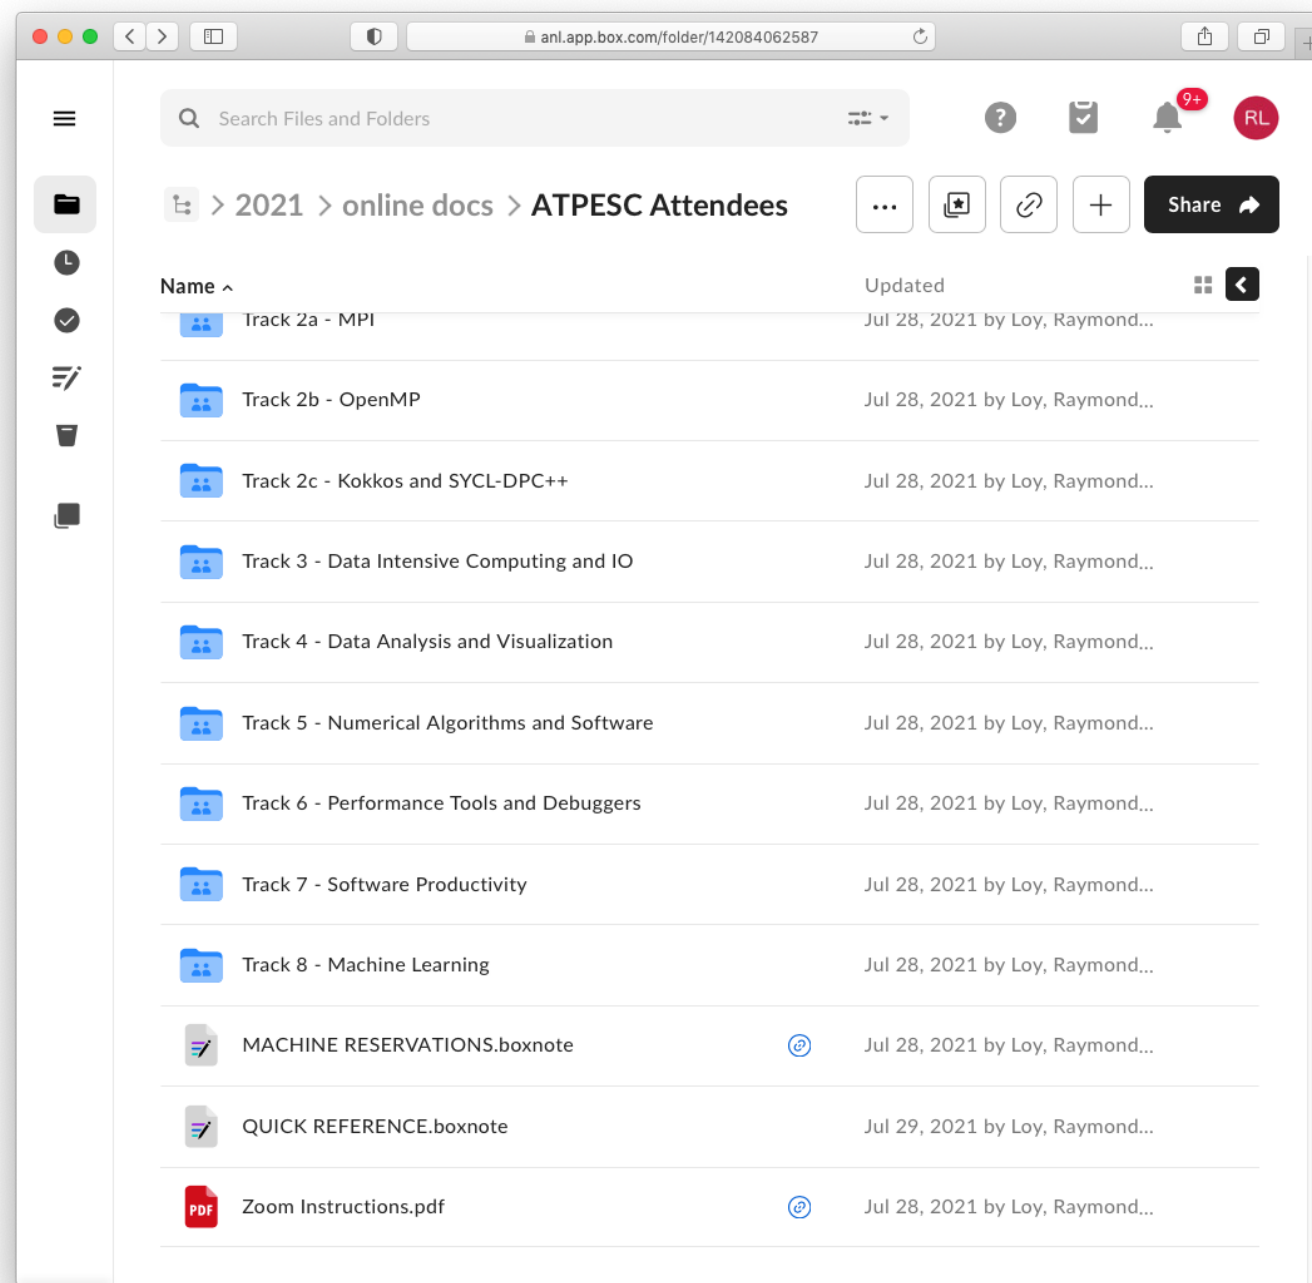 anl.app.box.com/folder/142084062587
Search Files and Folders
?
9+
RL
> 2021 > online docs > ATPESC Attendees
...
Share
Name
Updated
Track 2a - MPI Jul 28, 2021 by Loy, Raymond...
Track 2b - OpenMP Jul 28, 2021 by Loy, Raymond...
Track 2c - Kokkos and SYCL-DPC++ Jul 28, 2021 by Loy, Raymond...
Track 3 - Data Intensive Computing and IO Jul 28, 2021 by Loy, Raymond...
Track 4 - Data Analysis and Visualization Jul 28, 2021 by Loy, Raymond...
Track 5 - Numerical Algorithms and Software Jul 28, 2021 by Loy, Raymond...
Track 6 - Performance Tools and Debuggers Jul 28, 2021 by Loy, Raymond...
Track 7 - Software Productivity Jul 28, 2021 by Loy, Raymond...
Track 8 - Machine Learning Jul 28, 2021 by Loy, Raymond...
MACHINE RESERVATIONS.boxnote Jul 28, 2021 by Loy, Raymond...
QUICK REFERENCE.boxnote Jul 29, 2021 by Loy, Raymond...
PDF Zoom Instructions.pdf Jul 28, 2021 by Loy, Raymond...